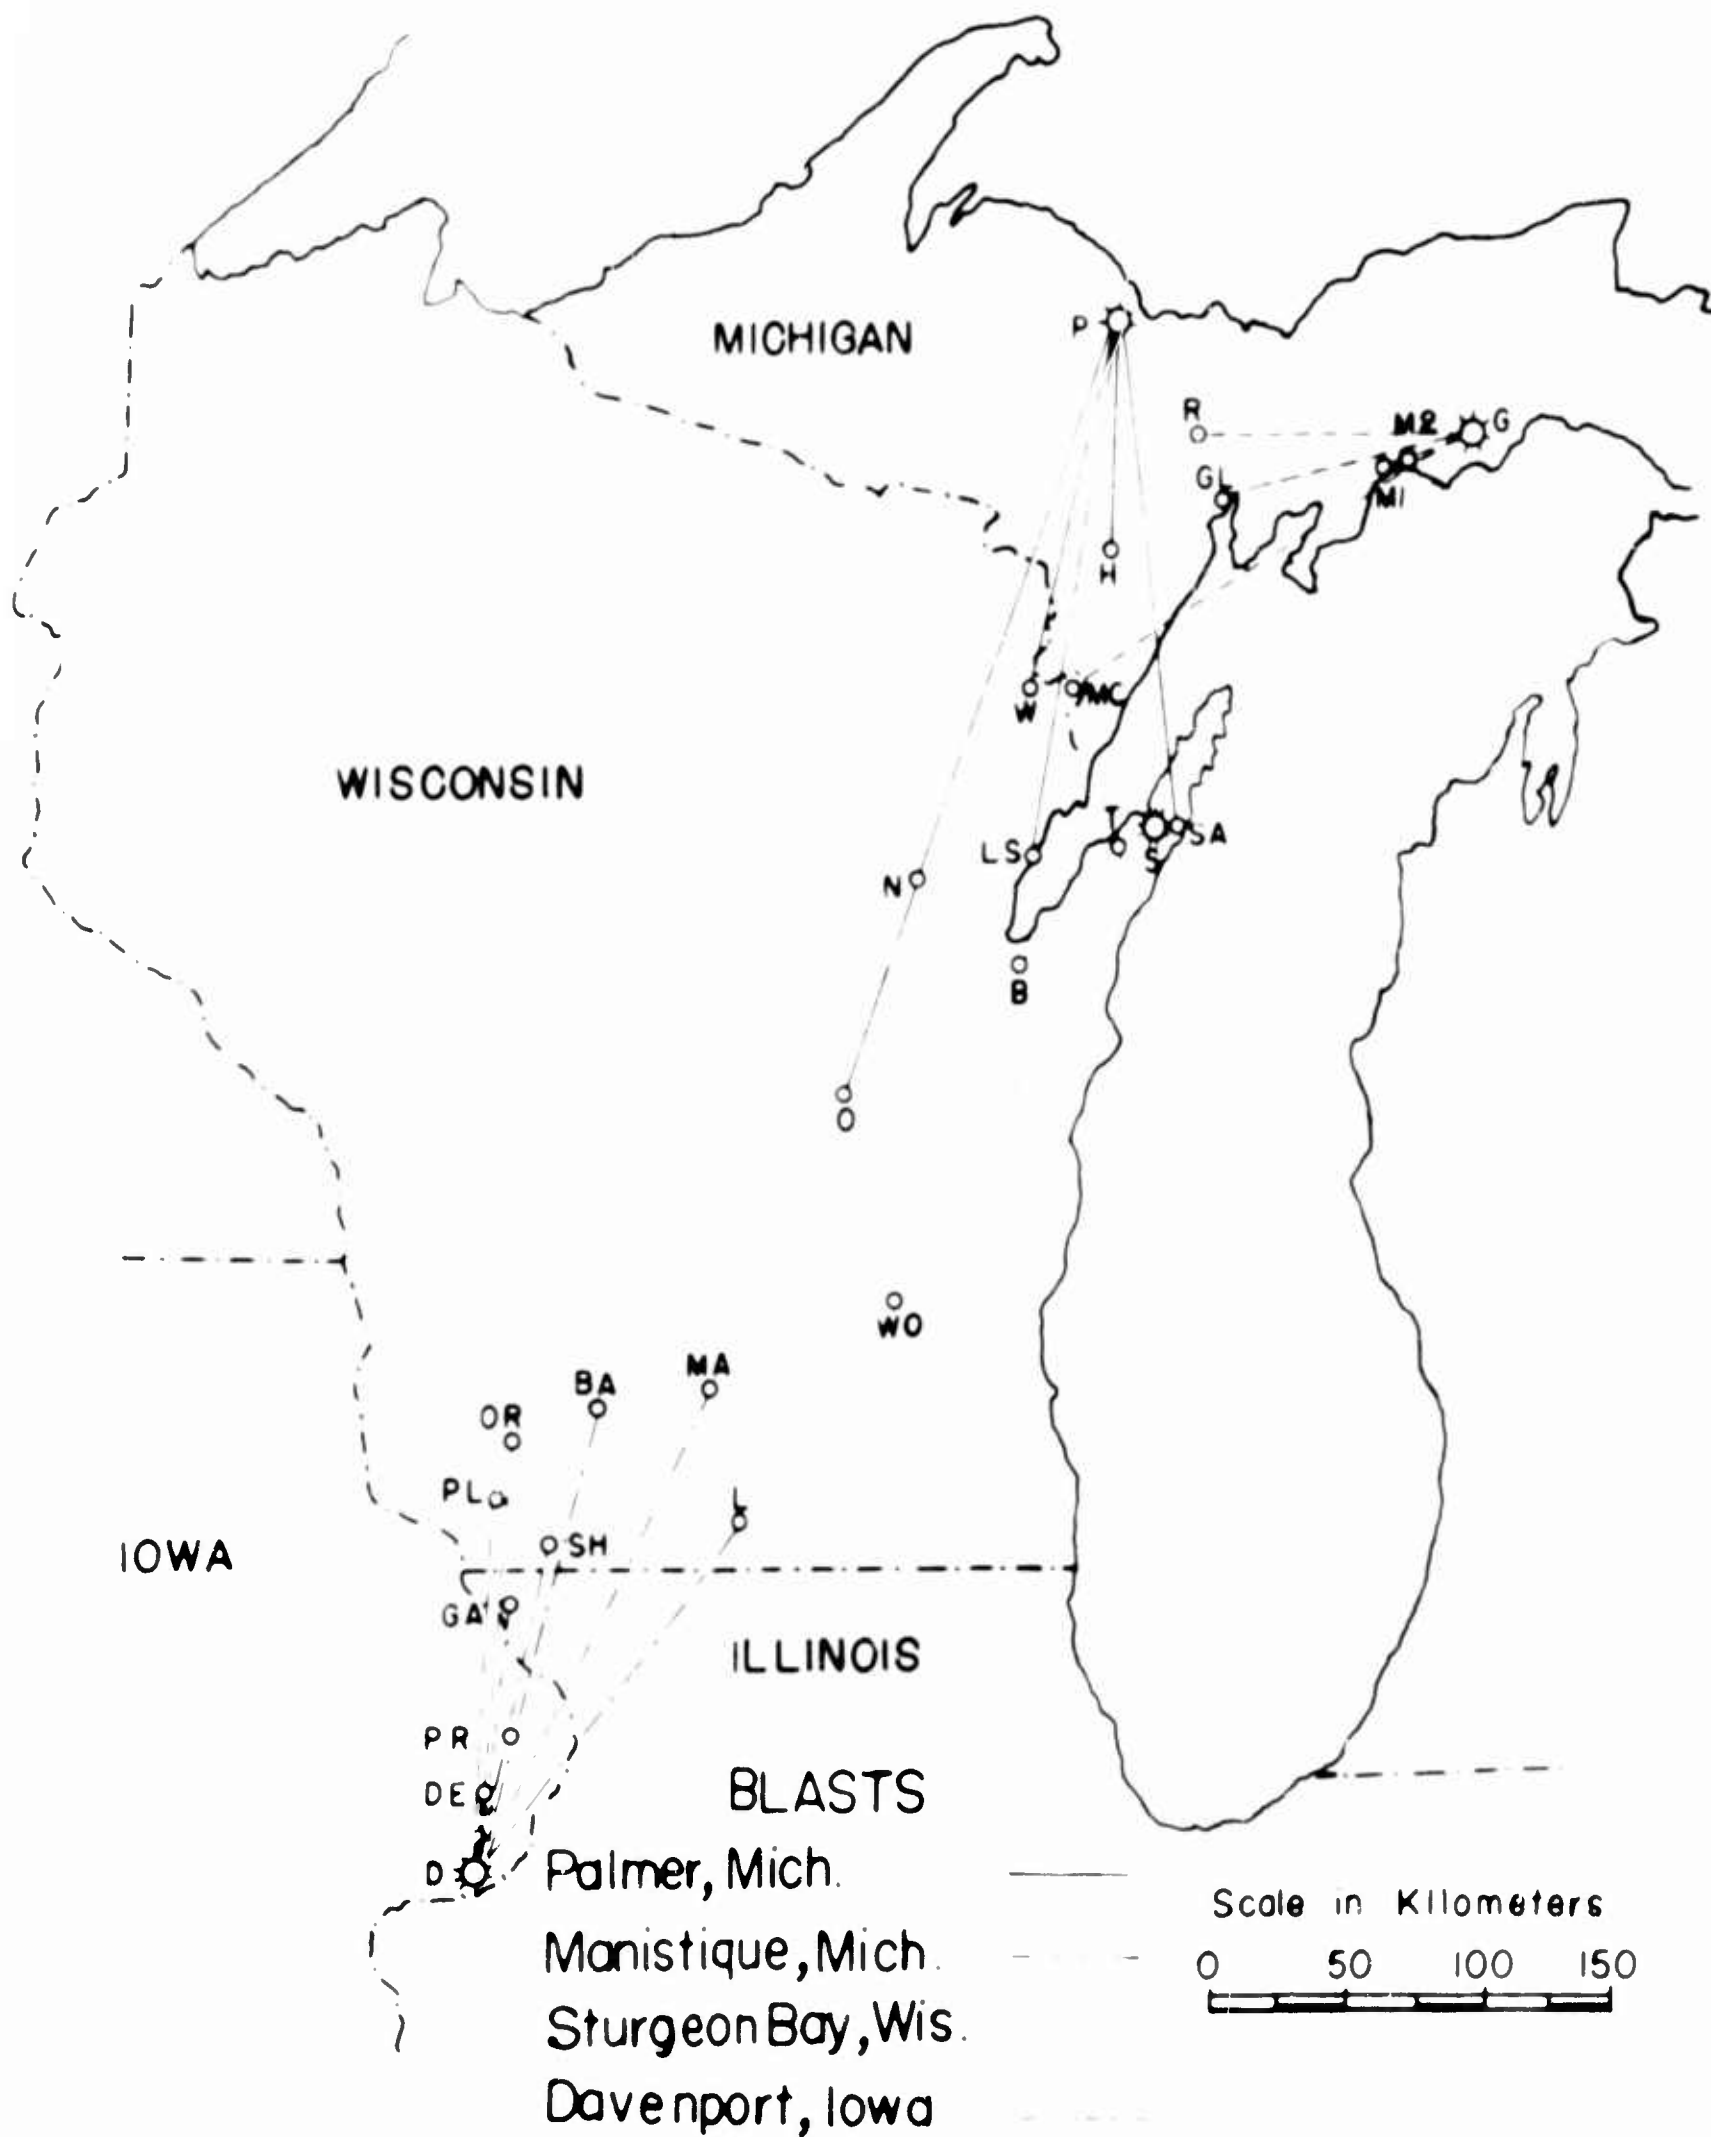 MICHIGAN
P
R
M2
G
GL
M1
H
W
MC
WISCONSIN
T
SA
S
LS
N
B
O
WO
MA
BA
OR
PL
L
SH
IOWA
GA
ILLINOIS
PR
DE
BLASTS
D
Palmer, Mich.
Scale in Kilometers
Manistique, Mich.
0 50 100 150
Sturgeon Bay, Wis.
Davenport, Iowa